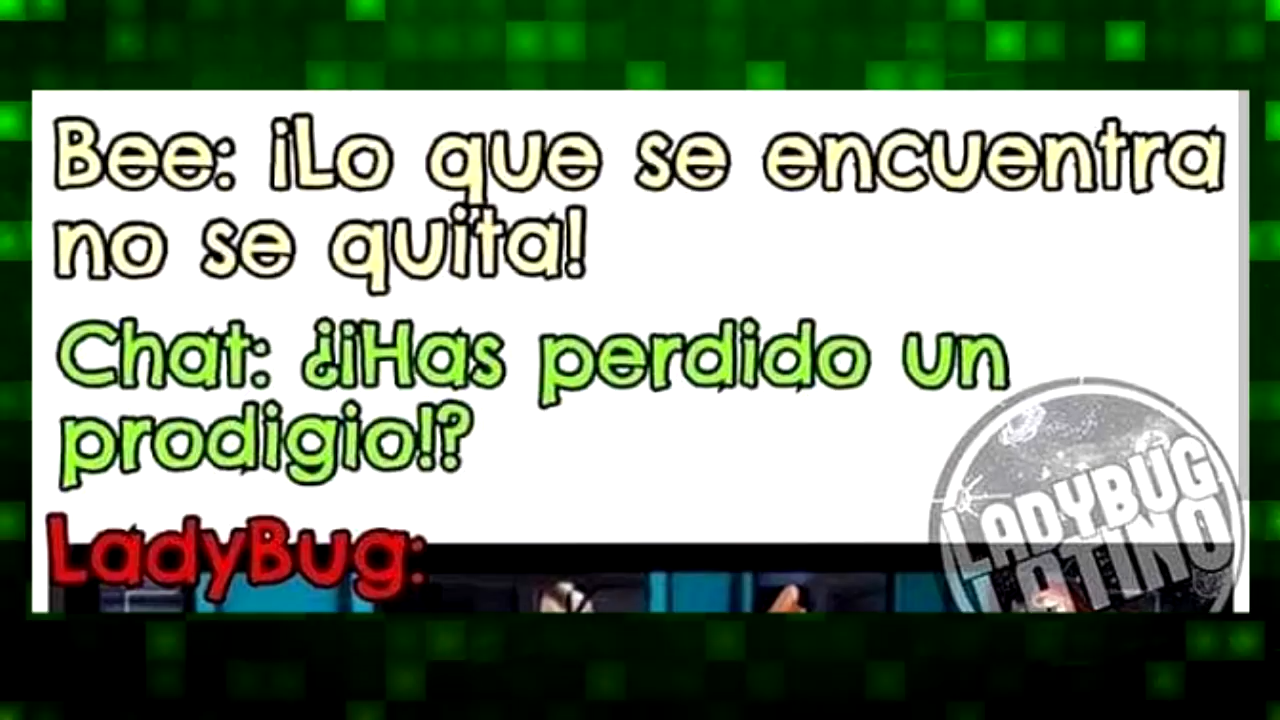 Bee: ¡Lo que se encuentra
no se quita!
Chat: ¿¡Has perdido un
prodigio!?
LadyBug:
LADYBUG
LATINO